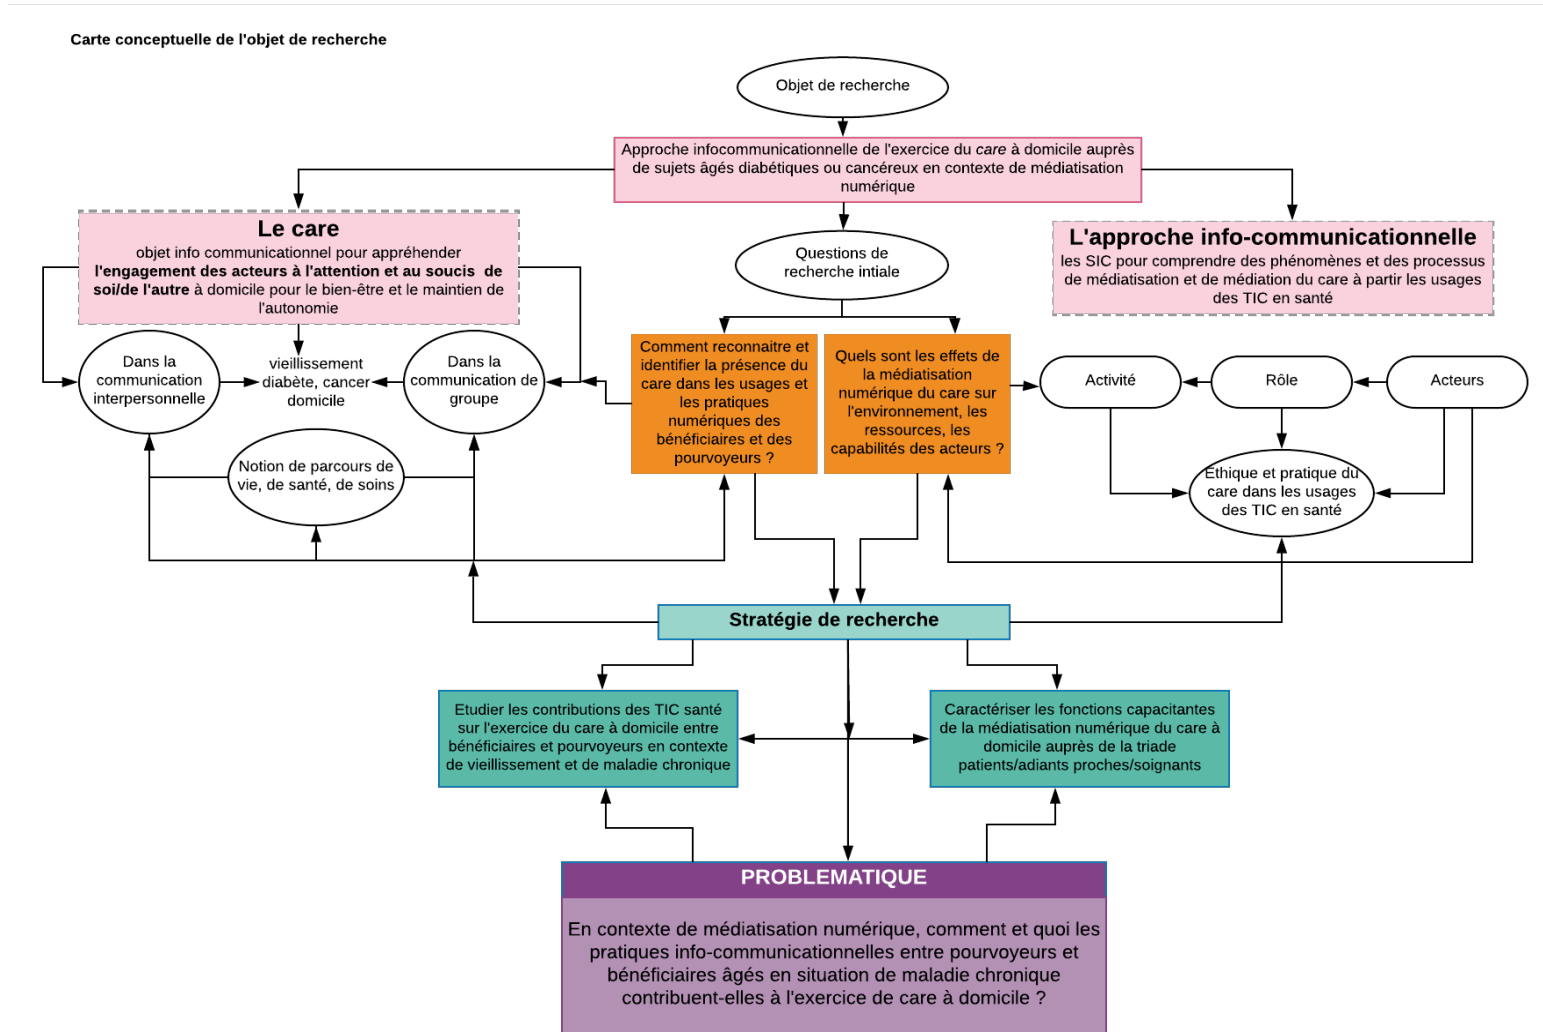 Carte conceptuelle de l'objet de recherche
Objet de recherche
Approche infocommunicationnelle de l'exercice du care à domicile auprès
de sujets âgés diabétiques ou cancéreux en contexte de médiatisation
numérique
Le care
objet info communicationnel pour appréhender
l'engagement des acteurs à l'attention et au soucis de
soi/de l'autre à domicile pour le bien-être et le maintien de
l'autonomie
Questions de
recherche intiale
L'approche info-communicationnelle
les SIC pour comprendre des phénomènes et des processus
de médiatisation et de médiation du care à partir les usages
des TIC en santé
Dans la
communication
interpersonnelle
vieillissement
diabète, cancer
domicile
Dans la
communication de
groupe
Comment reconnaitre et
identifier la présence du
care dans les usages et
les pratiques
numériques des
bénéficiaires et des
pourvoyeurs ?
Quels sont les effets de
la médiatisation
numérique du care sur
l'environnement, les
ressources, les
capabilités des acteurs ?
Activité
Rôle
Acteurs
Notion de parcours de
vie, de santé, de soins
Ethique et pratique du
care dans les usages
des TIC en santé
Stratégie de recherche
Etudier les contributions des TIC santé
sur l'exercice du care à domicile entre
bénéficiaires et pourvoyeurs en contexte
de vieillissement et de maladie chronique
Caractériser les fonctions capacitantes
de la médiatisation numérique du care à
domicile auprès de la triade
patients/adiants proches/soignants
PROBLEMATIQUE
En contexte de médiatisation numérique, comment et quoi les
pratiques info-communicationnelles entre pourvoyeurs et
bénéficiaires âgés en situation de maladie chronique
contribuent-elles à l'exercice de care à domicile ?